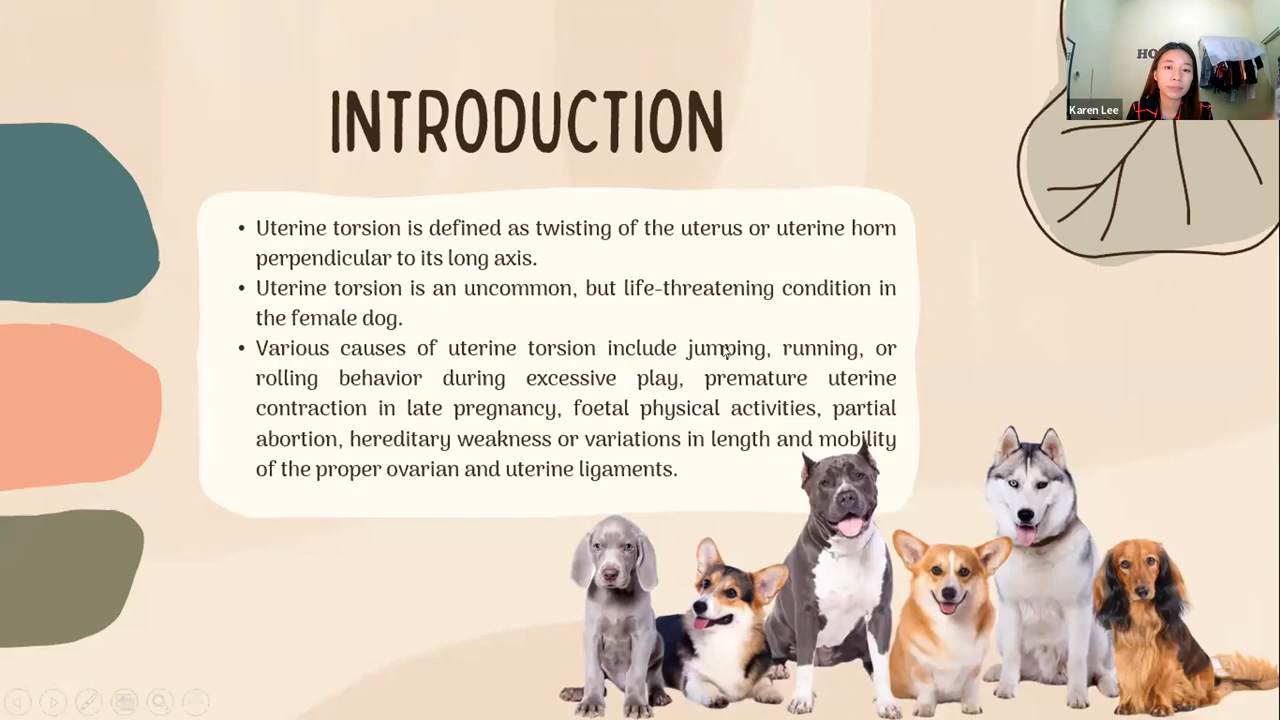 HO
Karen Lee
INTRODUCTION
• Uterine torsion is defined as twisting of the uterus or uterine horn
perpendicular to its long axis.
• Uterine torsion is an uncommon, but life-threatening condition in
the female dog.
• Various causes of uterine torsion include jumping, running, or
rolling behavior during excessive play, premature uterine
contraction in late pregnancy, foetal physical activities, partial
abortion, hereditary weakness or variations in length and mobility
of the proper ovarian and uterine ligaments.